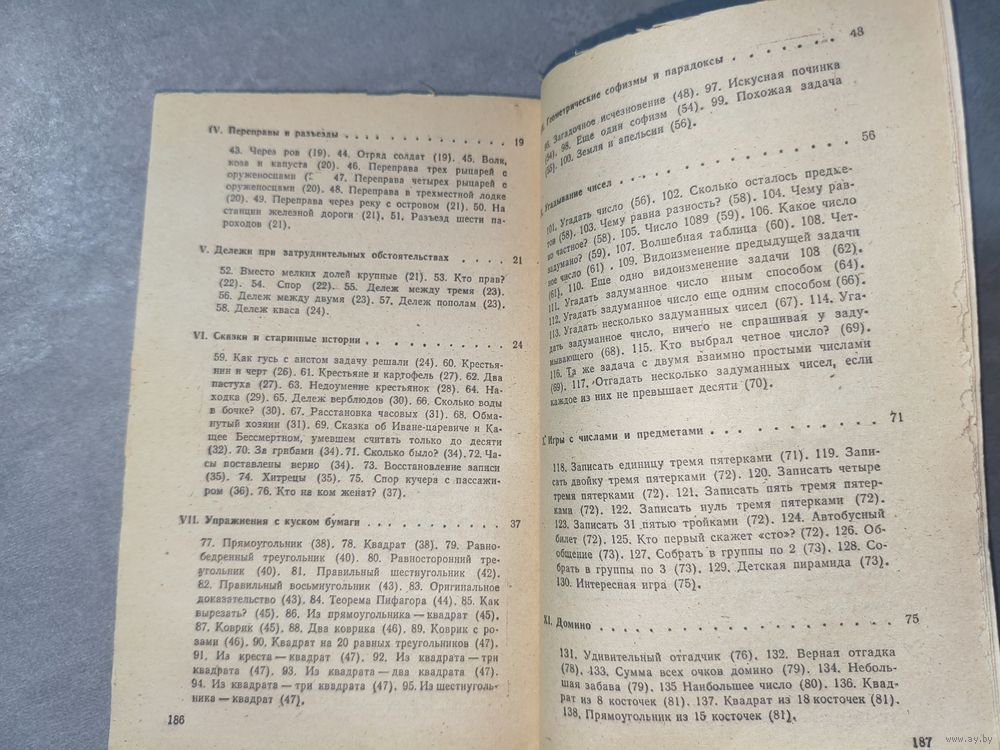 IV. Переправы и разъезды . . . . . . . . . . . . 19
43. Через ров (19). 44. Отряд солдат (19). 45. Волк,
коза и капуста (20). 46. Переправа трех рыцарей с
оруженосцами ( 47. Переправа четырех рыцарей с
оруженосцами (20). 48. Переправа в трехместной лодке
(20). 49. Переправа через реку с островом (21). 50. На
станции железной дороги (21). 51. Разъезд шести па-
роходов (21).
V. Дележи при затруднительных обстоятельствах . . . . 21
52. Вместо мелких долей крупные (21). 53. Кто прав?
(22). 54. Спор (22). 55. Дележ между тремя (23).
56. Дележ между двумя (23). 57. Дележ пополам (23).
58. Дележ кваса (24).
VI. Сказки и старинные истории . . . . . . . . . . 24
59. Как гусь с аистом задачу решали (24). 60. Крестья-
нин и черт (26). 61. Крестьяне и картофель (27). 62. Два
пастуха (27). 63. Недоумение крестьянок (28). 64. На-
ходка (29). 65. Дележ верблюдов (30). 66. Сколько воды
в бочке? (30). 67. Расстановка часовых (31). 68. Обма-
нутый хозяин (31). 69. Сказка об Иване-царевиче и Ка-
щее Бессмертном, умевшем считать только до десяти
(32). 70. За грибами (34). 71. Сколько было? (34). 72. Ча-
сы поставлены верно (34). 73. Восстановление записи
(35). 74. Хитрецы (35). 75. Спор кучера с пассажи-
ром (36). 76. Кто на ком женат? (37).
VII. Упражнения с куском бумаги . . . . . . . . . . 37
77. Прямоугольник (38). 78. Квадрат (38). 79. Равно-
бедренный треугольник (40). 80. Равносторонний тре-
угольник (40). 81. Правильный шестиугольник (42).
82. Правильный восьмиугольник (43). 83. Оригинальное
доказательство (43). 84. Теорема Пифагора (44). 85. Как
вырезать? (45). 86. Из прямоугольника — квадрат (45).
87. Коврик (45). 88. Два коврика (46). 89. Коврик с ро-
зами (46). 90. Квадрат на 20 равных треугольников (47).
91. Из креста — квадрат (47). 92. Из квадрата — три
квадрата (47). 93. Из квадрата — два квадрата (47).
94. Из квадрата — три квадрата (47). 95. Из шестиуголь-
ника — квадрат (47).
186
Геометрические софизмы и парадоксы . . . . . . . 48
Загадочное исчезновение (48). 97. Искусная починка
(54). 98. Еще один софизм (54). 99. Похожая задача
(55). 100. Земля и апельсин (56).
Угадывание чисел . . . . . . . . . . . . . 56
101. Угадать число (56). 102. Сколько осталось предме-
тов (58). 103. Чему равна разность? (58). 104. Чему рав-
но частное? (58). 105. Число 1089 (59). 106. Какое число
задумано? (59). 107. Волшебная таблица (60). 108. Чет-
ное число (61). 109. Видоизменение предыдущей задачи
(61). 110. Еще одно видоизменение задачи 108 (62).
111. Угадать задуманное число иным способом (64).
112. Угадать задуманное число еще одним способом (66).
113. Угадать несколько задуманных чисел (67). 114. Уга-
дать задуманное число, ничего не спрашивая у заду-
мывающего (68). 115. Кто выбрал четное число? (69).
116. Та же задача с двумя взаимно простыми числами
(69). 117. Отгадать несколько задуманных чисел, если
каждое из них не превышает десяти (70).
Игры с числами и предметами . . . . . . . . . . 71
118. Записать единицу тремя пятерками (71). 119. Запи-
сать двойку тремя пятерками (72). 120. Записать четыре
тремя пятерками (72). 121. Записать пять тремя пятер-
ками (72). 122. Записать нуль тремя пятерками (72).
123. Записать 31 пятью тройками (72). 124. Автобусный
билет (72). 125. Кто первый скажет «сто»? (72). 126. Об-
общение (73). 127. Собрать в группы по 2 (73). 128. Со-
брать в группы по 3 (73). 129. Детская пирамида (73).
130. Интересная игра (75).
XI. Домино . . . . . . . . . . . . . . . . . 75
131. Удивительный отгадчик (76). 132. Верная отгадка
(78). 133. Сумма всех очков домино (79). 134. Неболь-
шая забава (79). 135 Наибольшее число (80). 136. Квад-
рат из 8 косточек (81). 137. Квадрат из 18 косточек (81).
138. Прямоугольник из 15 косточек (81).
187
www.ay.by